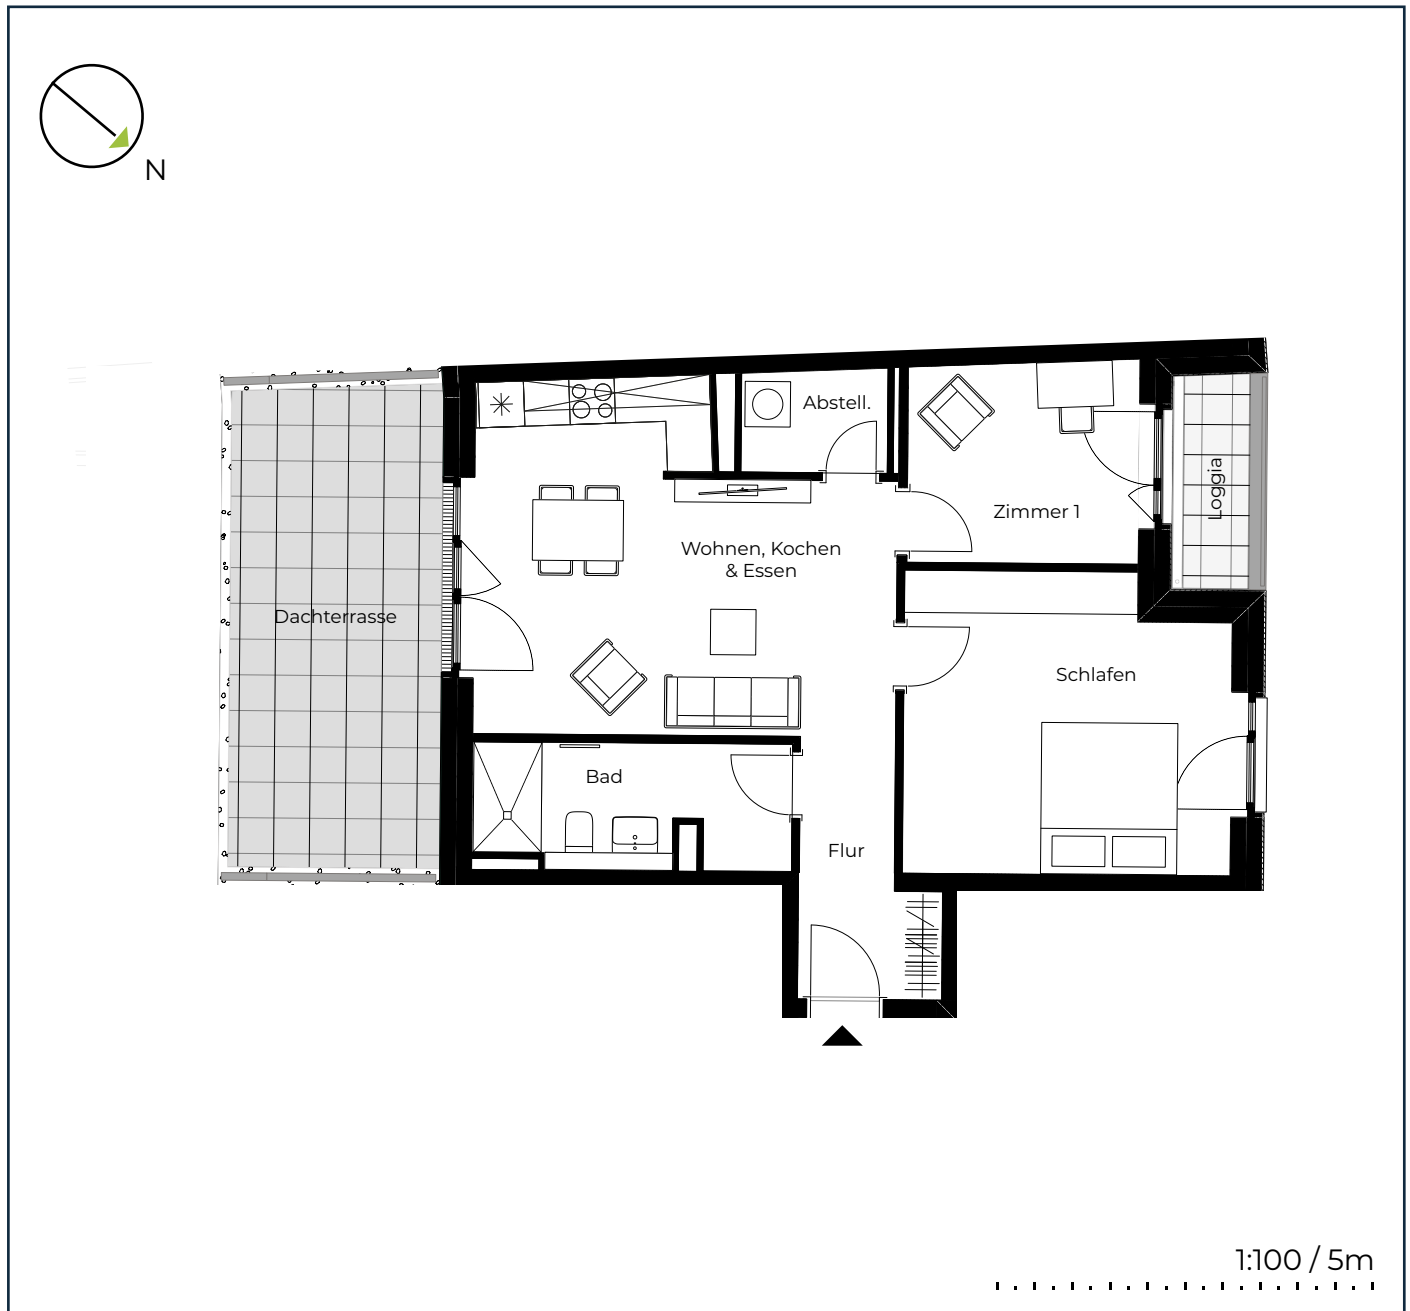 N
Abstell.
Zimmer 1
Loggia
Wohnen, Kochen
& Essen
Dachterrasse
Schlafen
Bad
Flur
1:100 / 5m